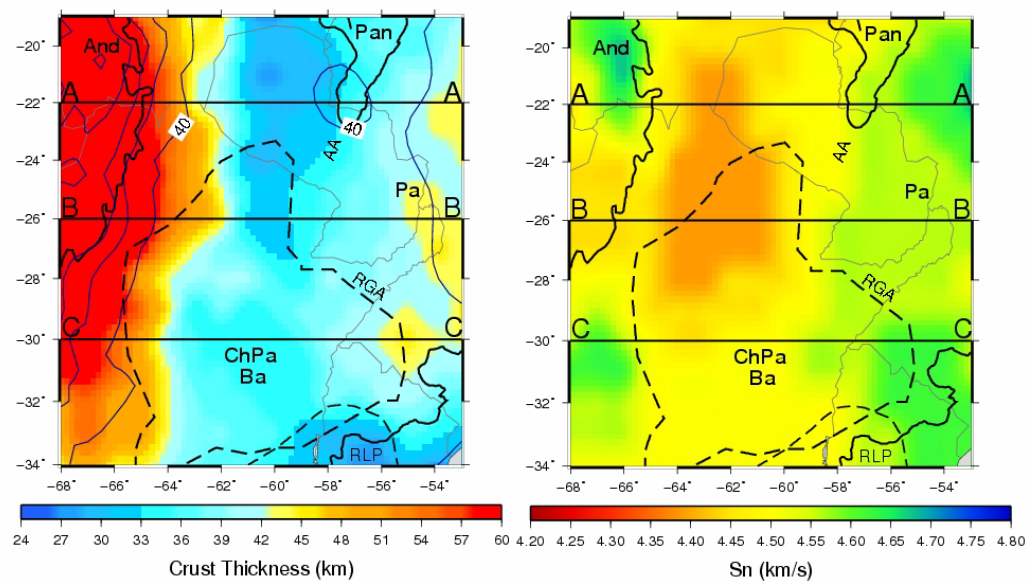 And
Pan
A
A
40
40
AA
Pa
B
B
RGA
C
C
ChPa
Ba
RLP
−20˚
−22˚
−24˚
−26˚
−28˚
−30˚
−32˚
−34˚
−68˚ −66˚ −64˚ −62˚ −60˚ −58˚ −56˚ −54˚
24 27 30 33 36 39 42 45 48 51 54 57 60
Crust Thickness (km)
And
Pan
A
A
AA
Pa
B
B
RGA
C
C
ChPa
Ba
RLP
−20˚
−22˚
−24˚
−26˚
−28˚
−30˚
−32˚
−34˚
−68˚ −66˚ −64˚ −62˚ −60˚ −58˚ −56˚ −54˚
4.20 4.25 4.30 4.35 4.40 4.45 4.50 4.55 4.60 4.65 4.70 4.75 4.80
Sn (km/s)